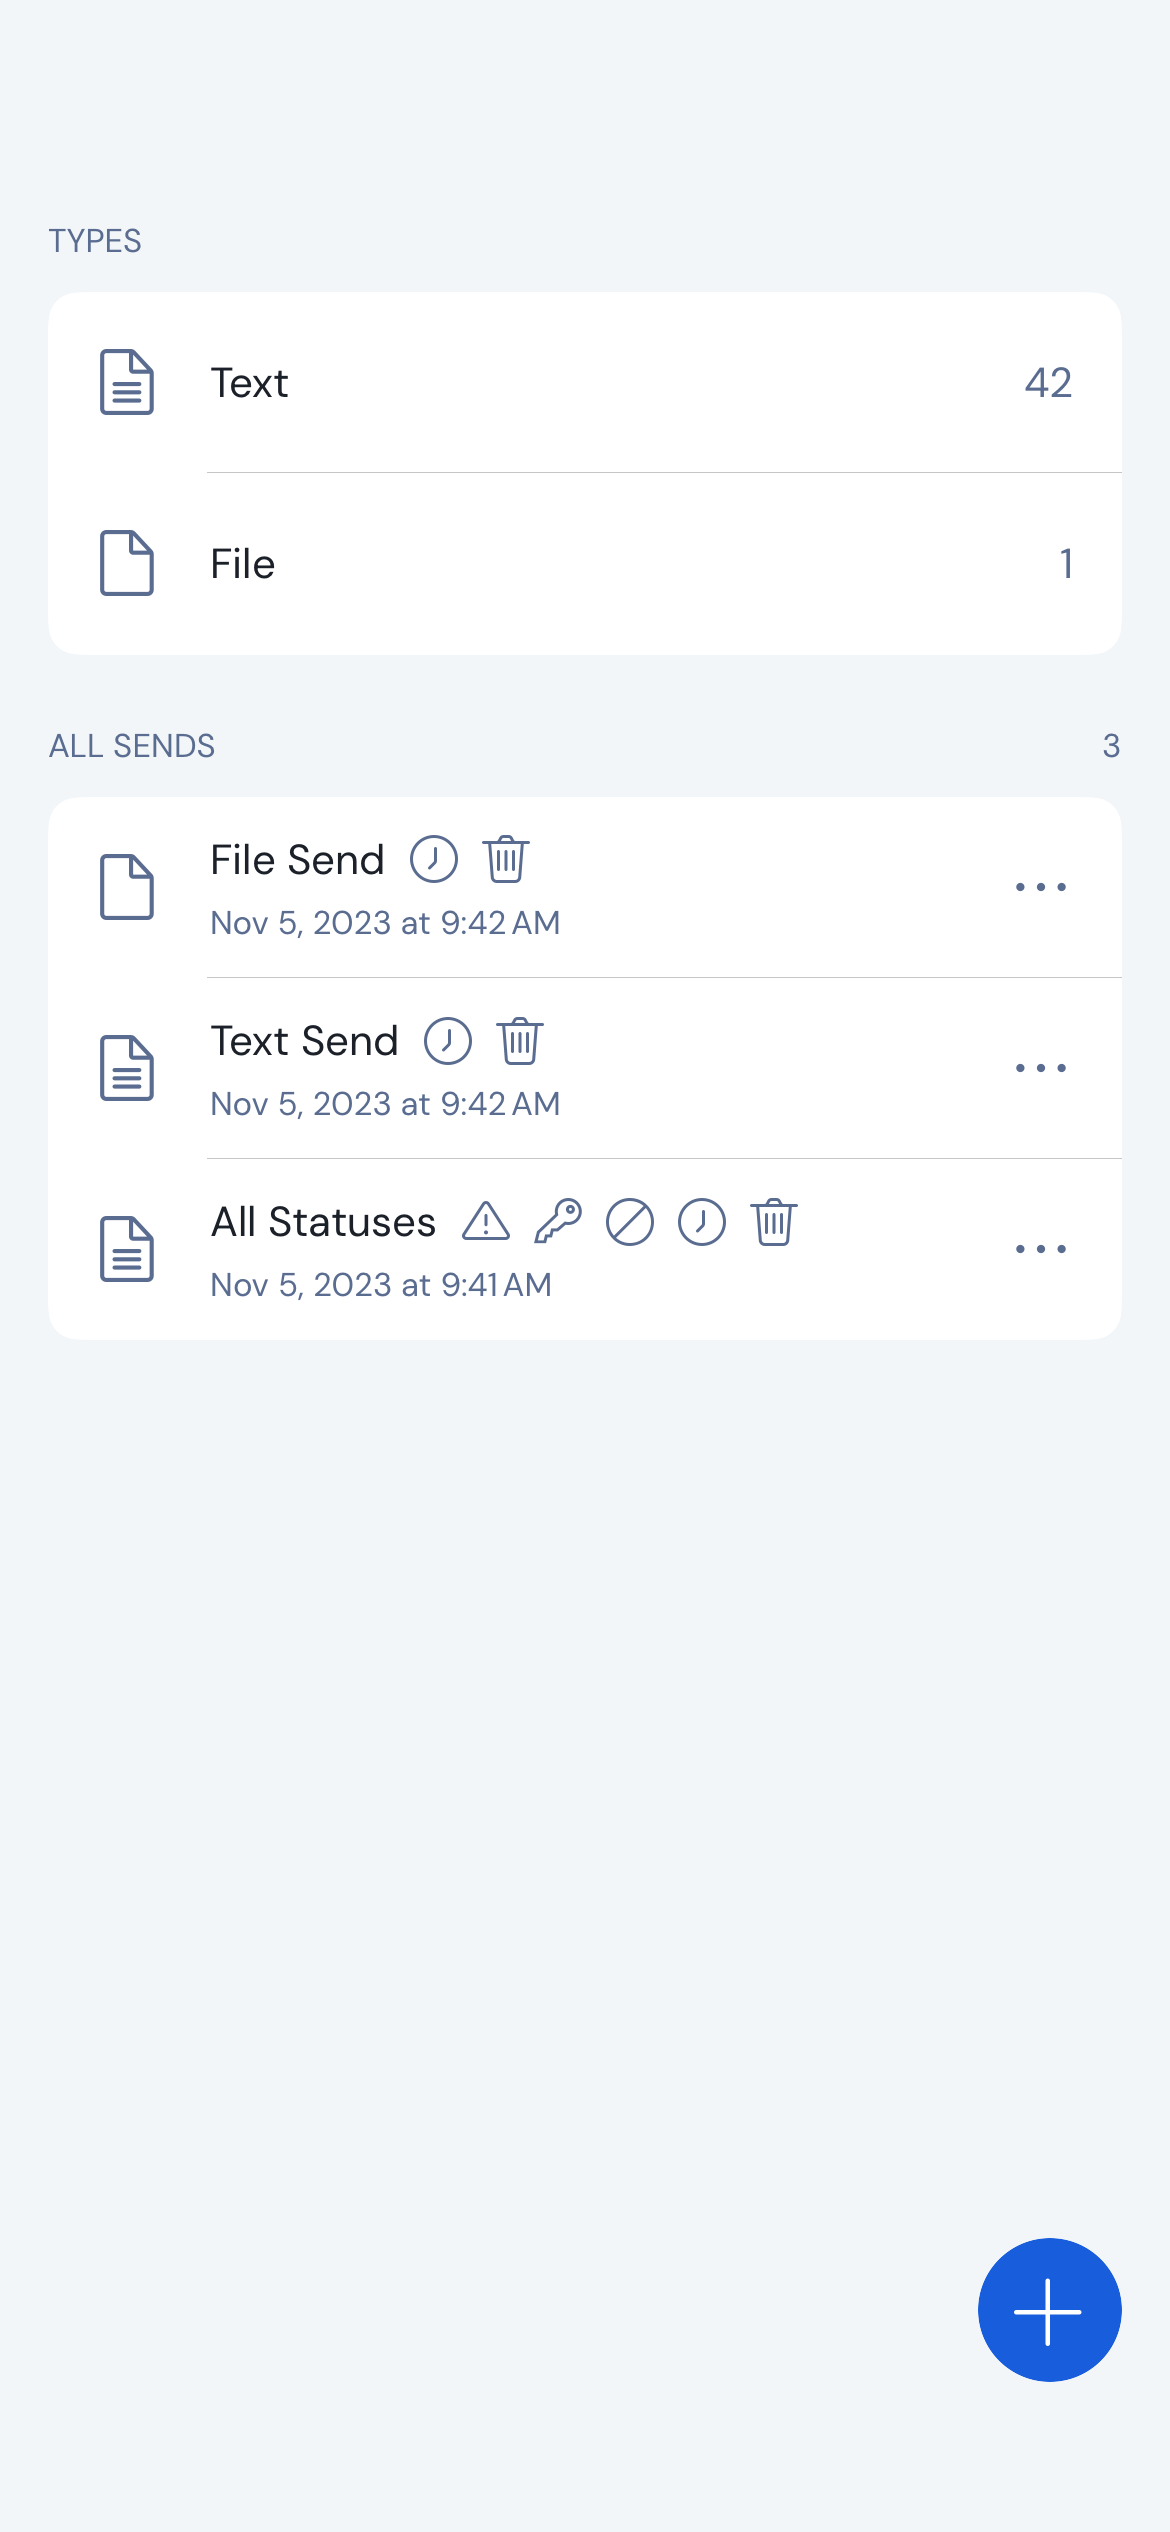 TYPES
Text 42
File 1
ALL SENDS 3
File Send
Nov 5, 2023 at 9:42 AM
Text Send
Nov 5, 2023 at 9:42 AM
All Statuses
Nov 5, 2023 at 9:41 AM